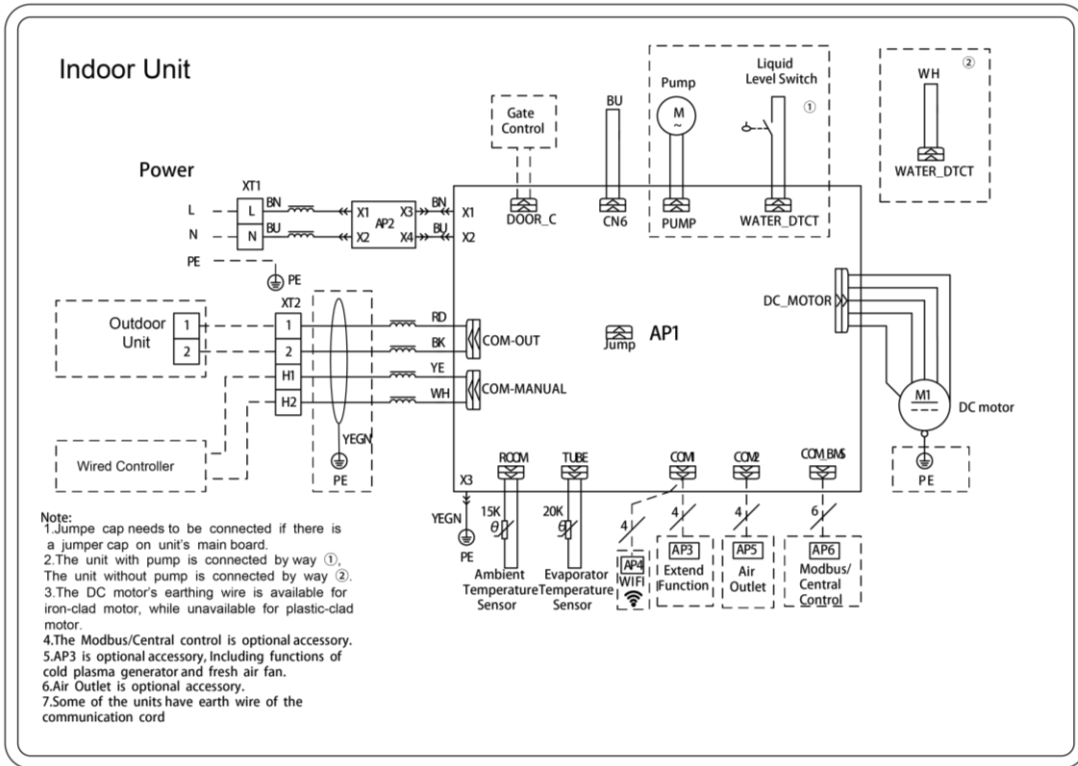 Indoor Unit
Power
XT1
L
L
BN
N
N
BU
PE
PE
X1
X3
BN
X1
AP2
X2
X4
BU
X2
Gate
Control
DOOR_C
BU
CN6
Pump
M
~
PUMP
Liquid
Level Switch
①
WATER_DTCT
②
WH
WATER_DTCT
Outdoor
Unit
1
2
XT2
1
2
H1
H2
RD
BK
YE
WH
COM-OUT
COM-MANUAL
YEGN
PE
Wired Controller
Jump
AP1
DC_MOTOR
M1
DC motor
PE
X3
YEGN
PE
ROOM
TUBE
COM1
COM2
COM_BMS
15K
θ
20K
θ
4
4
4
6
Ambient
Temperature
Sensor
Evaporator
Temperature
Sensor
AP4
WIFI
AP3
Extend
Function
AP5
Air
Outlet
AP6
Modbus/
Central
Control
Note:
1.Jumpe cap needs to be connected if there is
a jumper cap on unit's main board.
2.The unit with pump is connected by way ①,
The unit without pump is connected by way ②.
3.The DC motor's earthing wire is available for
iron-clad motor, while unavailable for plastic-clad
motor.
4.The Modbus/Central control is optional accessory.
5.AP3 is optional accessory, Including functions of
cold plasma generator and fresh air fan.
6.Air Outlet is optional accessory.
7.Some of the units have earth wire of the
communication cord